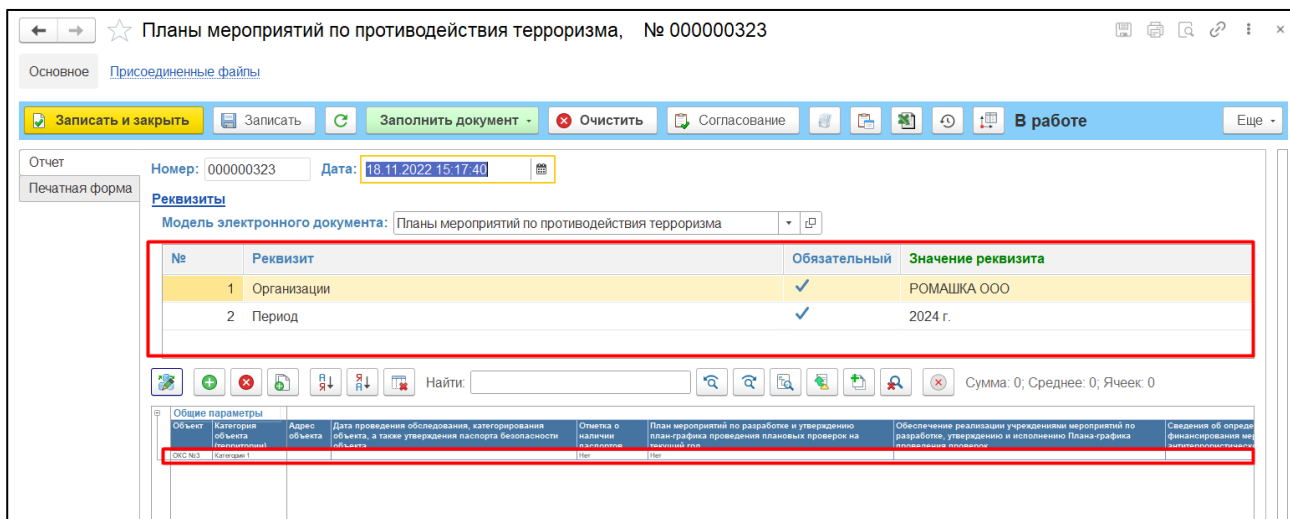 Планы мероприятий по противодействия терроризма, № 000000323
Основное Присоединенные файлы
Записать и закрыть Записать Заполнить документ Очистить Согласование В работе Еще
Отчет
Печатная форма
Номер: 000000323 Дата: 18.11.2022 15:17:40
Реквизиты
Модель электронного документа: Планы мероприятий по противодействия терроризма
№ Реквизит Обязательный Значение реквизита
1 Организации РОМАШКА ООО
2 Период 2024 г.
Найти: Сумма: 0; Среднее: 0; Ячеек: 0
Общие параметры
Объект Категория Адрес Дата проведения обследования, категорирования Отметка о План мероприятий по разработке и утверждению Обеспечение реализации учреждениями мероприятий по Сведения об опреде
объекта объекта объекта, а также утверждения паспорта безопасности наличии план-графика проведения плановых проверок на разработке, утверждению и исполнению Плана-графика финансирования мер
(территории) объекта паспортов текущий год проведения проверок антитеррористическо
ОКС №3 Категория 1 Нет Нет